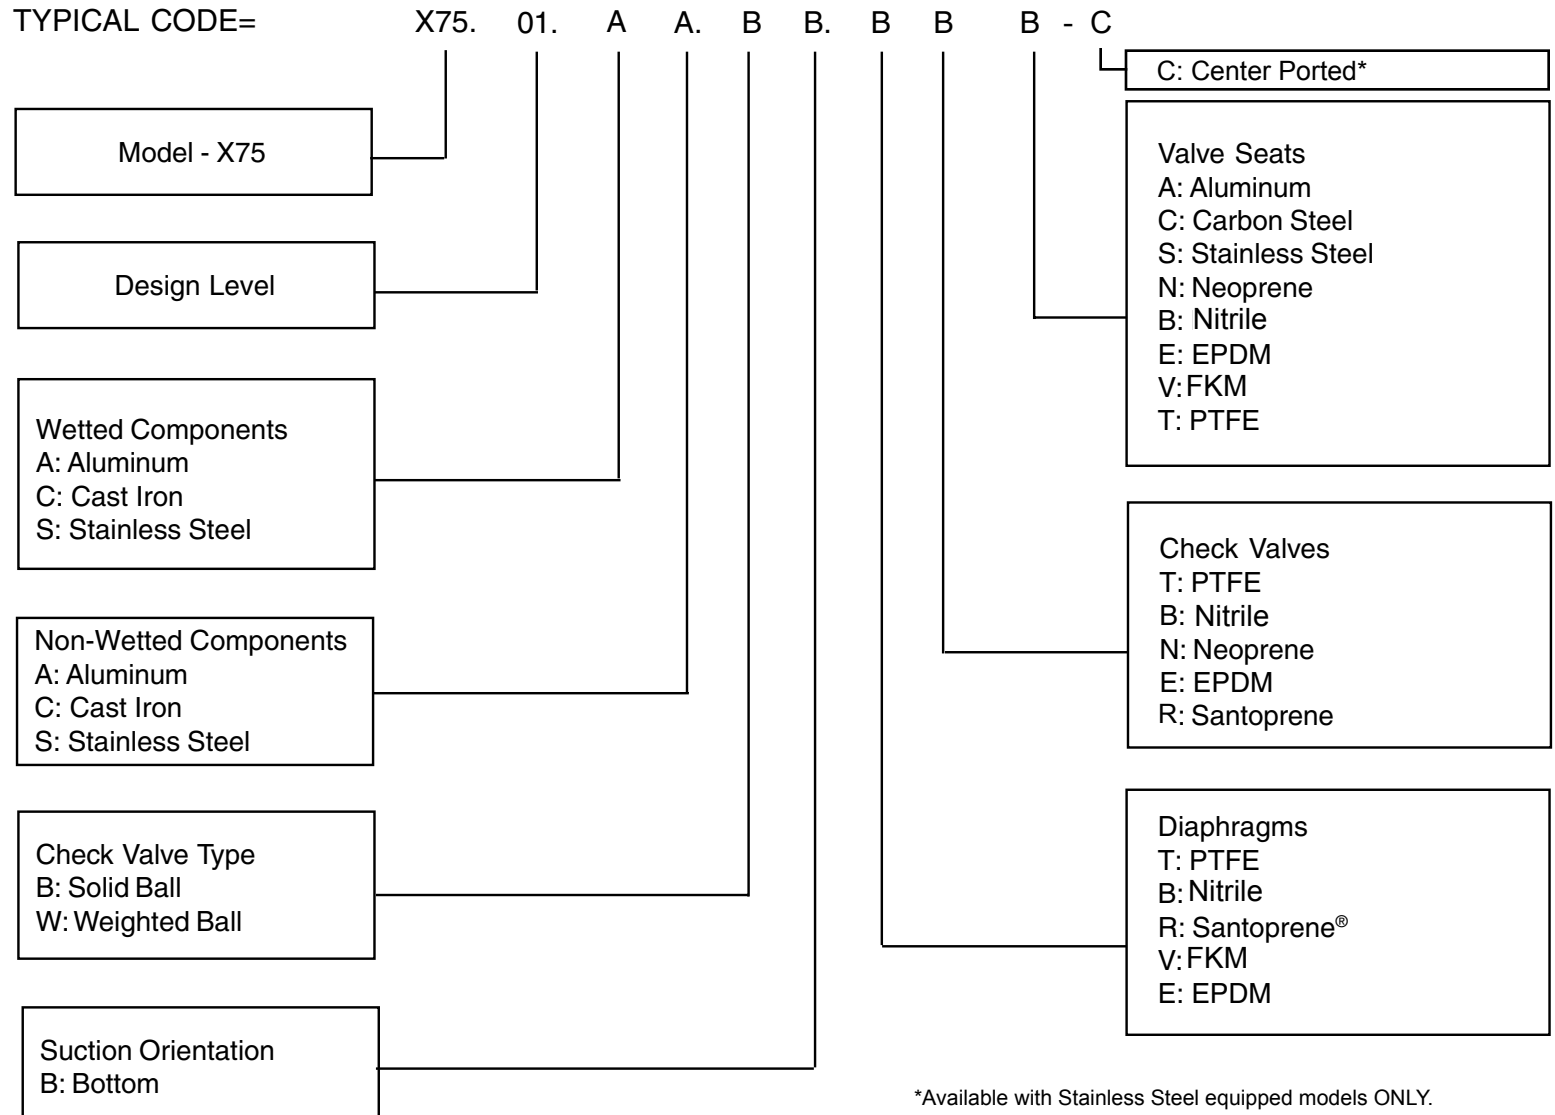 TYPICAL CODE= X75. 01. A A. B B. B B B - C
Model - X75
Design Level
Wetted Components
A: Aluminum
C: Cast Iron
S: Stainless Steel
Non-Wetted Components
A: Aluminum
C: Cast Iron
S: Stainless Steel
Check Valve Type
B: Solid Ball
W: Weighted Ball
Suction Orientation
B: Bottom
C: Center Ported*
Valve Seats
A: Aluminum
C: Carbon Steel
S: Stainless Steel
N: Neoprene
B: Nitrile
E: EPDM
V: FKM
T: PTFE
Check Valves
T: PTFE
B: Nitrile
N: Neoprene
E: EPDM
R: Santoprene
Diaphragms
T: PTFE
B: Nitrile
R: Santoprene®
V: FKM
E: EPDM
*Available with Stainless Steel equipped models ONLY.